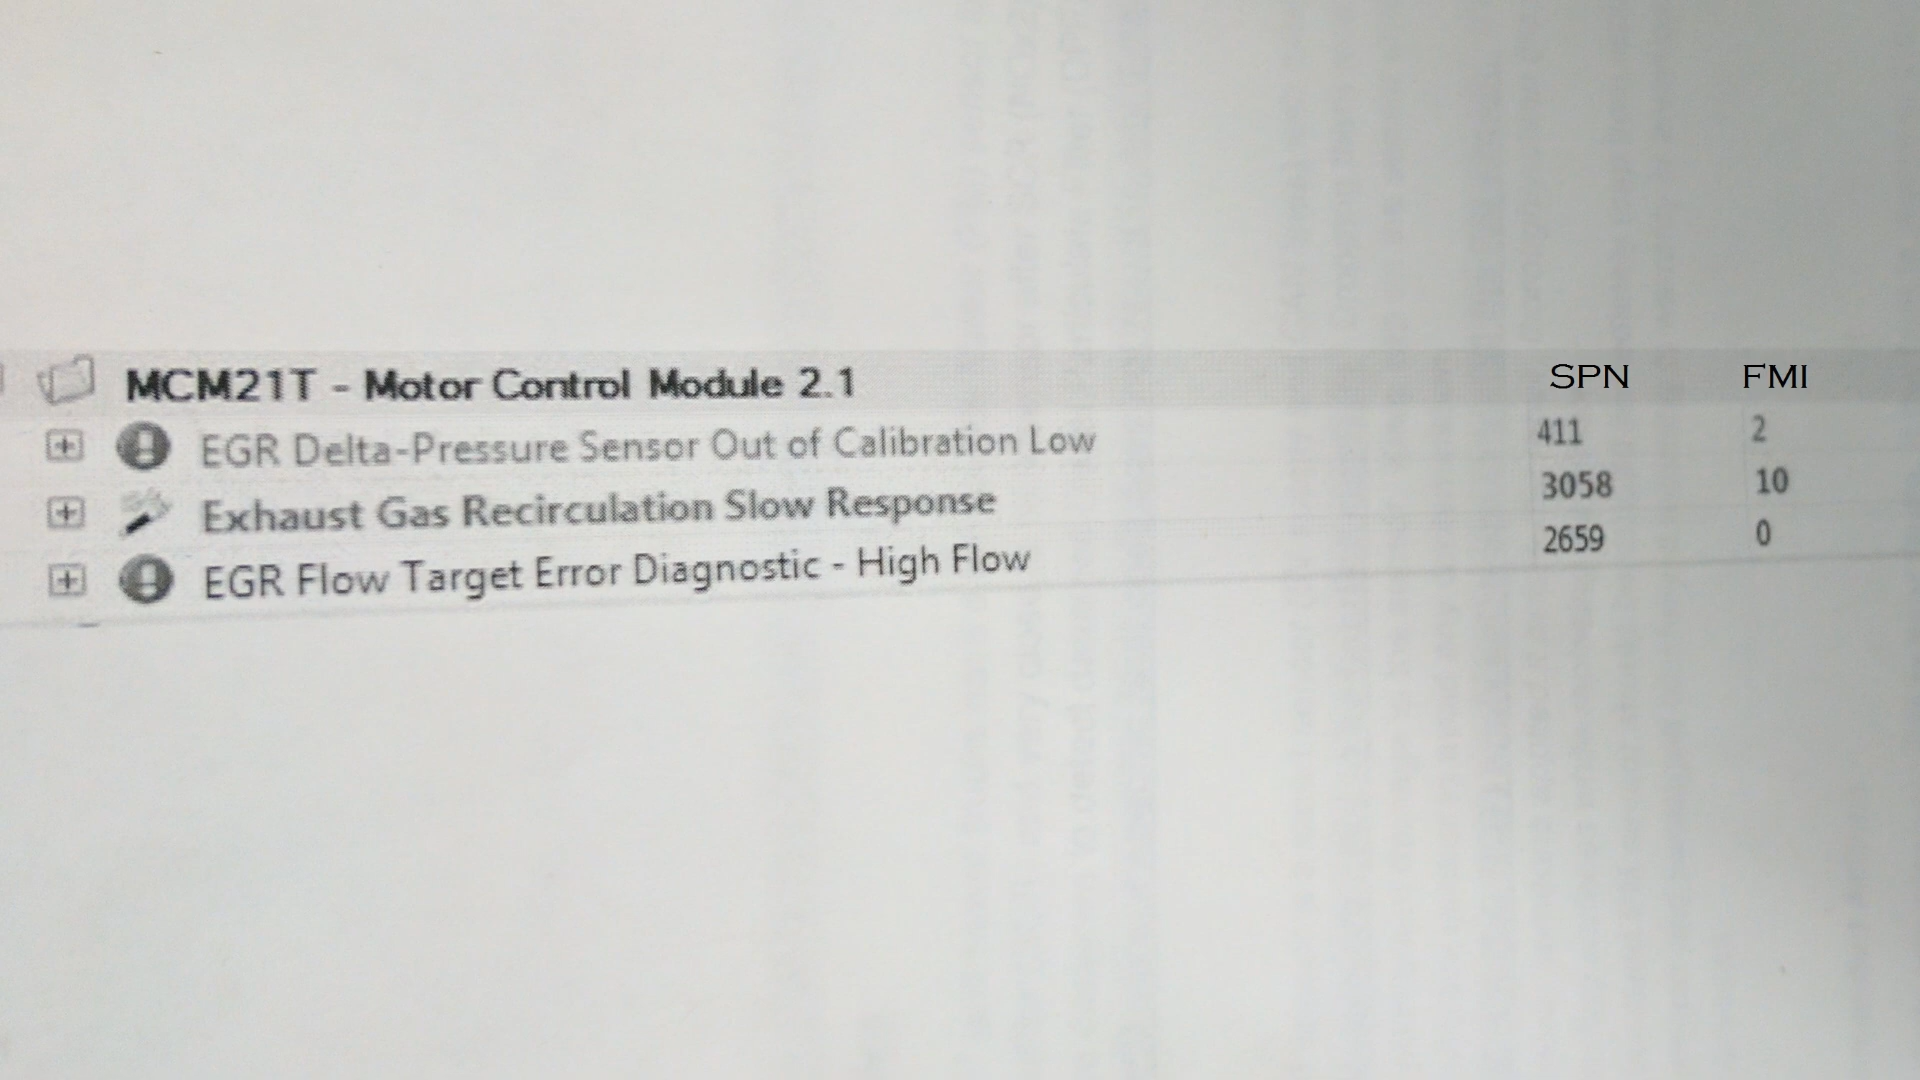 MCM21T - Motor Control Module 2.1 SPN FMI
EGR Delta-Pressure Sensor Out of Calibration Low 411 2
Exhaust Gas Recirculation Slow Response 3058 10
EGR Flow Target Error Diagnostic - High Flow 2659 0